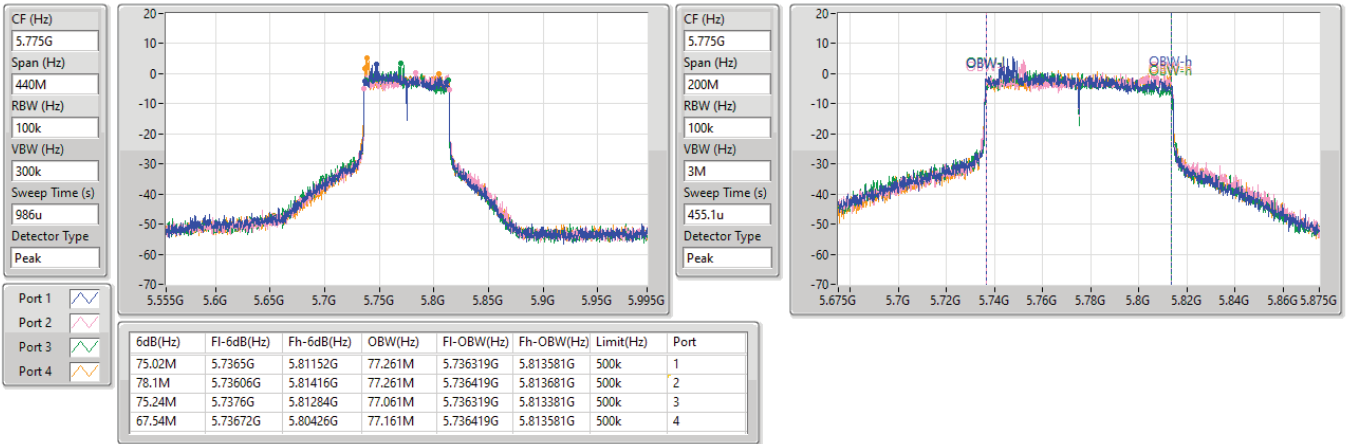 CF (Hz)
5.775G
Span (Hz)
440M
RBW (Hz)
100k
VBW (Hz)
300k
Sweep Time (s)
986u
Detector Type
Peak
20
10
0
-10
-20
-30
-40
-50
-60
-70
5.555G 5.6G 5.65G 5.7G 5.75G 5.8G 5.85G 5.9G 5.95G 5.995G
CF (Hz)
5.775G
Span (Hz)
200M
RBW (Hz)
100k
VBW (Hz)
3M
Sweep Time (s)
455.1u
Detector Type
Peak
20
10
0
-10
-20
-30
-40
-50
-60
-70
OBW-l OBW-h
OBW-h
5.675G 5.7G 5.72G 5.74G 5.76G 5.78G 5.8G 5.82G 5.84G 5.86G 5.875G
Port 1
Port 2
Port 3
Port 4
6dB(Hz) Fl-6dB(Hz) Fh-6dB(Hz) OBW(Hz) Fl-OBW(Hz) Fh-OBW(Hz) Limit(Hz) Port
75.02M 5.7365G 5.81152G 77.261M 5.736319G 5.813581G 500k 1
78.1M 5.73606G 5.81416G 77.261M 5.736419G 5.813681G 500k 2
75.24M 5.7376G 5.81284G 77.061M 5.736319G 5.813381G 500k 3
67.54M 5.73672G 5.80426G 77.161M 5.736419G 5.813581G 500k 4